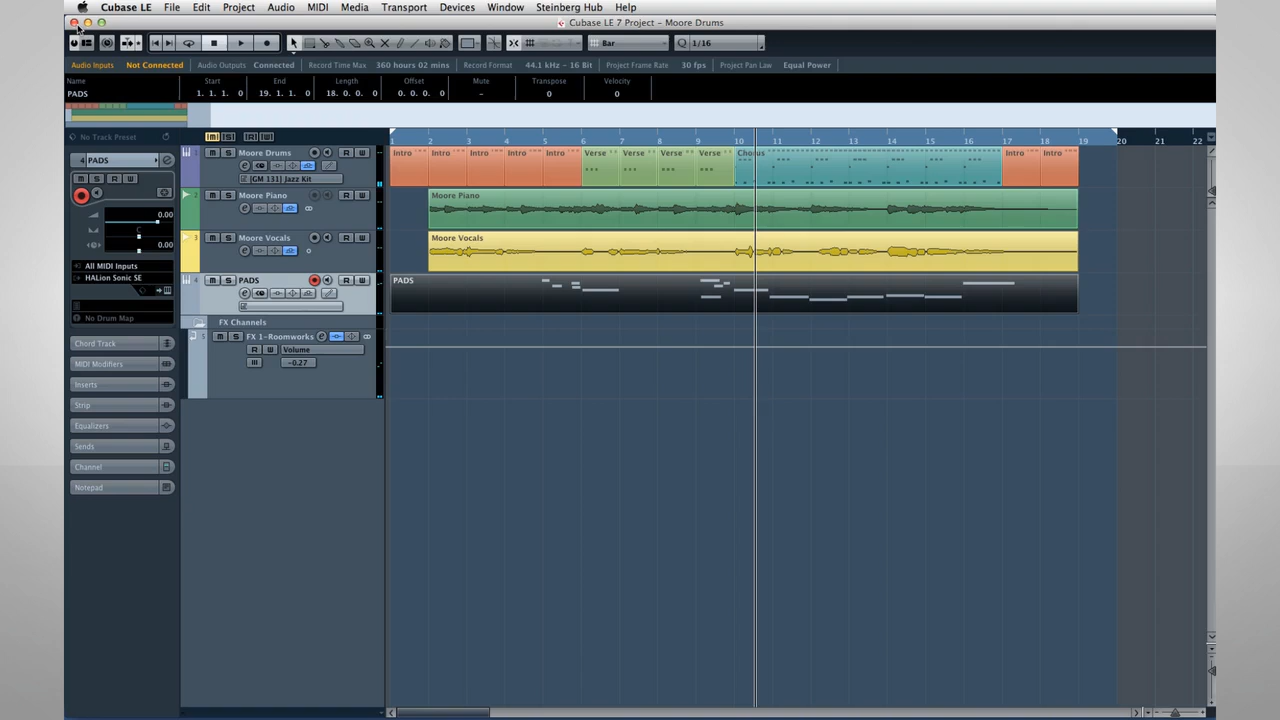 Cubase LE File Edit Project Audio MIDI Media Transport Devices Window Steinberg Hub Help
Cubase LE 7 Project - Moore Drums
Bar 1/16
Audio Inputs Not Connected Audio Outputs Connected Record Time Max 360 hours 02 mins Record Format 44.1 kHz - 16 Bit Project Frame Rate 30 fps Project Pan Law Equal Power
Name Start End Length Offset Mute Transpose Velocity
PADS 1. 1. 1. 0 19. 1. 1. 0 18. 0. 0. 0 0. 0. 0. 0 - 0 0
No Track Preset
1 2 3 4 5 6 7 8 9 10 11 12 13 14 15 16 17 18 19 20 21 22
4 PADS
M S R W
0.00
C
0.00
All MIDI Inputs
HALion Sonic SE
No Drum Map
Chord Track
MIDI Modifiers
Inserts
Strip
Equalizers
Sends
Channel
Notepad
Moore Drums R W
M S
[GM 131] Jazz Kit
2 Moore Piano R W
M S
3 Moore Vocals R W
M S
4 M S PADS R W
FX Channels
5 M S FX 1-Roomworks
R W Volume
-0.27
Intro Intro Intro Intro Intro Verse Verse Verse Verse Chorus Intro Intro
Moore Piano
Moore Vocals
PADS